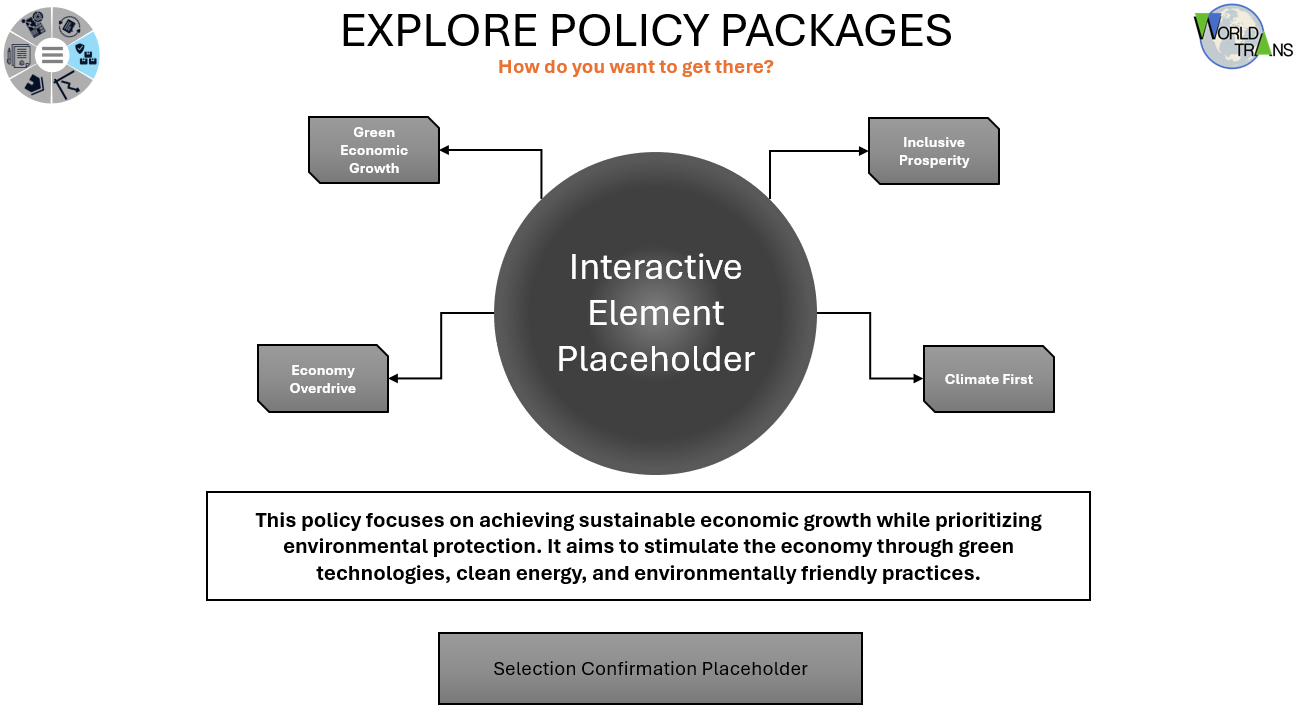 EXPLORE POLICY PACKAGES
How do you want to get there?
WORLD
TRANS
Green
Economic
Growth
Inclusive
Prosperity
Interactive
Element
Placeholder
Economy
Overdrive
Climate First
This policy focuses on achieving sustainable economic growth while prioritizing
environmental protection. It aims to stimulate the economy through green
technologies, clean energy, and environmentally friendly practices.
Selection Confirmation Placeholder